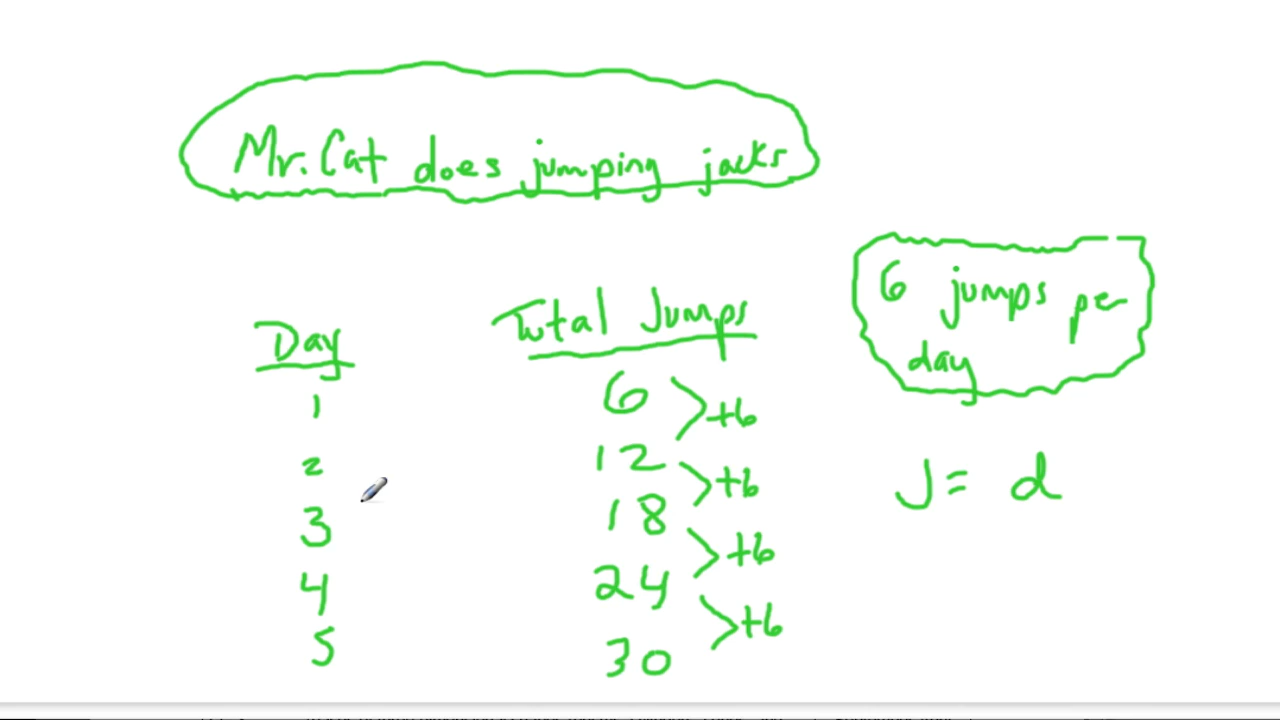 Mr. Cat does jumping jacks
6 jumps per
day
Day Total Jumps
1 6
+6
2 12
+6
3 18
+6
4 24
+6
5 30
J= d